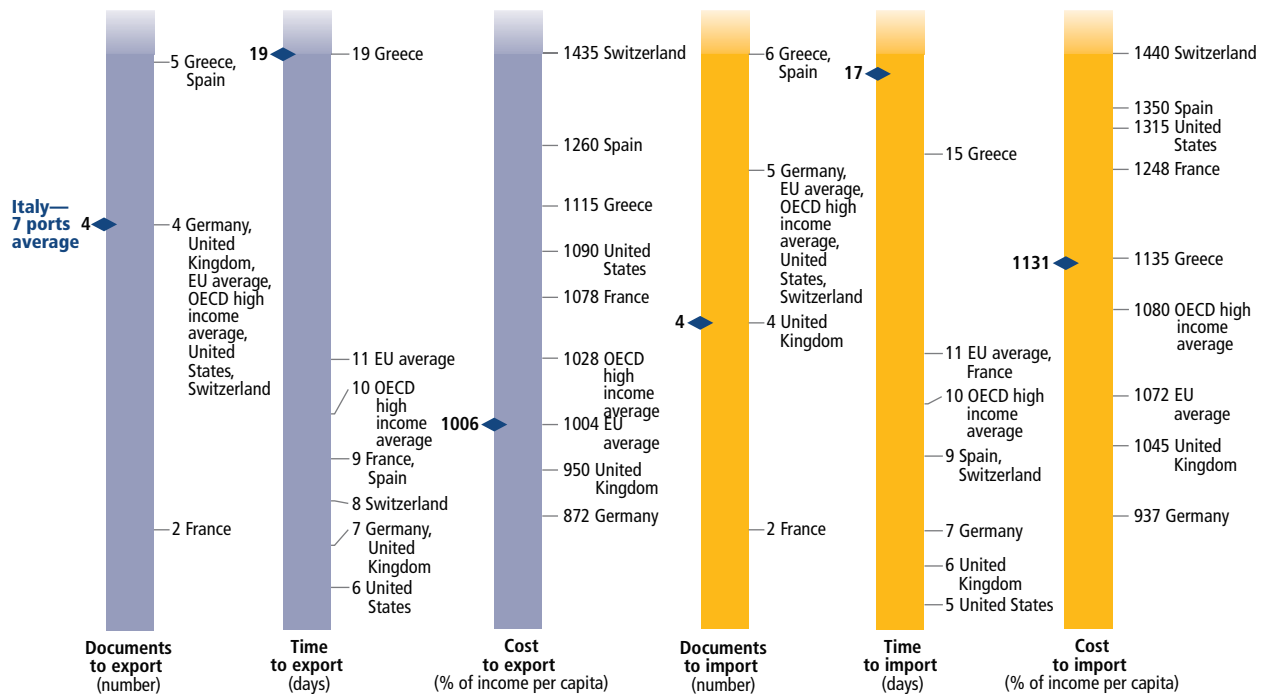 Italy—
7 ports
average
4
5 Greece,
Spain
4 Germany,
United
Kingdom,
EU average,
OECD high
income
average,
United
States,
Switzerland
2 France
Documents
to export
(number)
19
19 Greece
11 EU average
10 OECD
high
income
average
9 France,
Spain
8 Switzerland
7 Germany,
United
Kingdom
6 United
States
Time
to export
(days)
1006
1435 Switzerland
1260 Spain
1115 Greece
1090 United
States
1078 France
1028 OECD
high
income
average
1004 EU
average
950 United
Kingdom
872 Germany
Cost
to export
(% of income per capita)
4
6 Greece,
Spain
5 Germany,
EU average,
OECD high
income
average,
United
States,
Switzerland
4 United
Kingdom
2 France
Documents
to import
(number)
17
15 Greece
11 EU average,
France
10 OECD high
income
average
9 Spain,
Switzerland
7 Germany
6 United
Kingdom
5 United States
Time
to import
(days)
1131
1440 Switzerland
1350 Spain
1315 United
States
1248 France
1135 Greece
1080 OECD high
income
average
1072 EU
average
1045 United
Kingdom
937 Germany
Cost
to import
(% of income per capita)